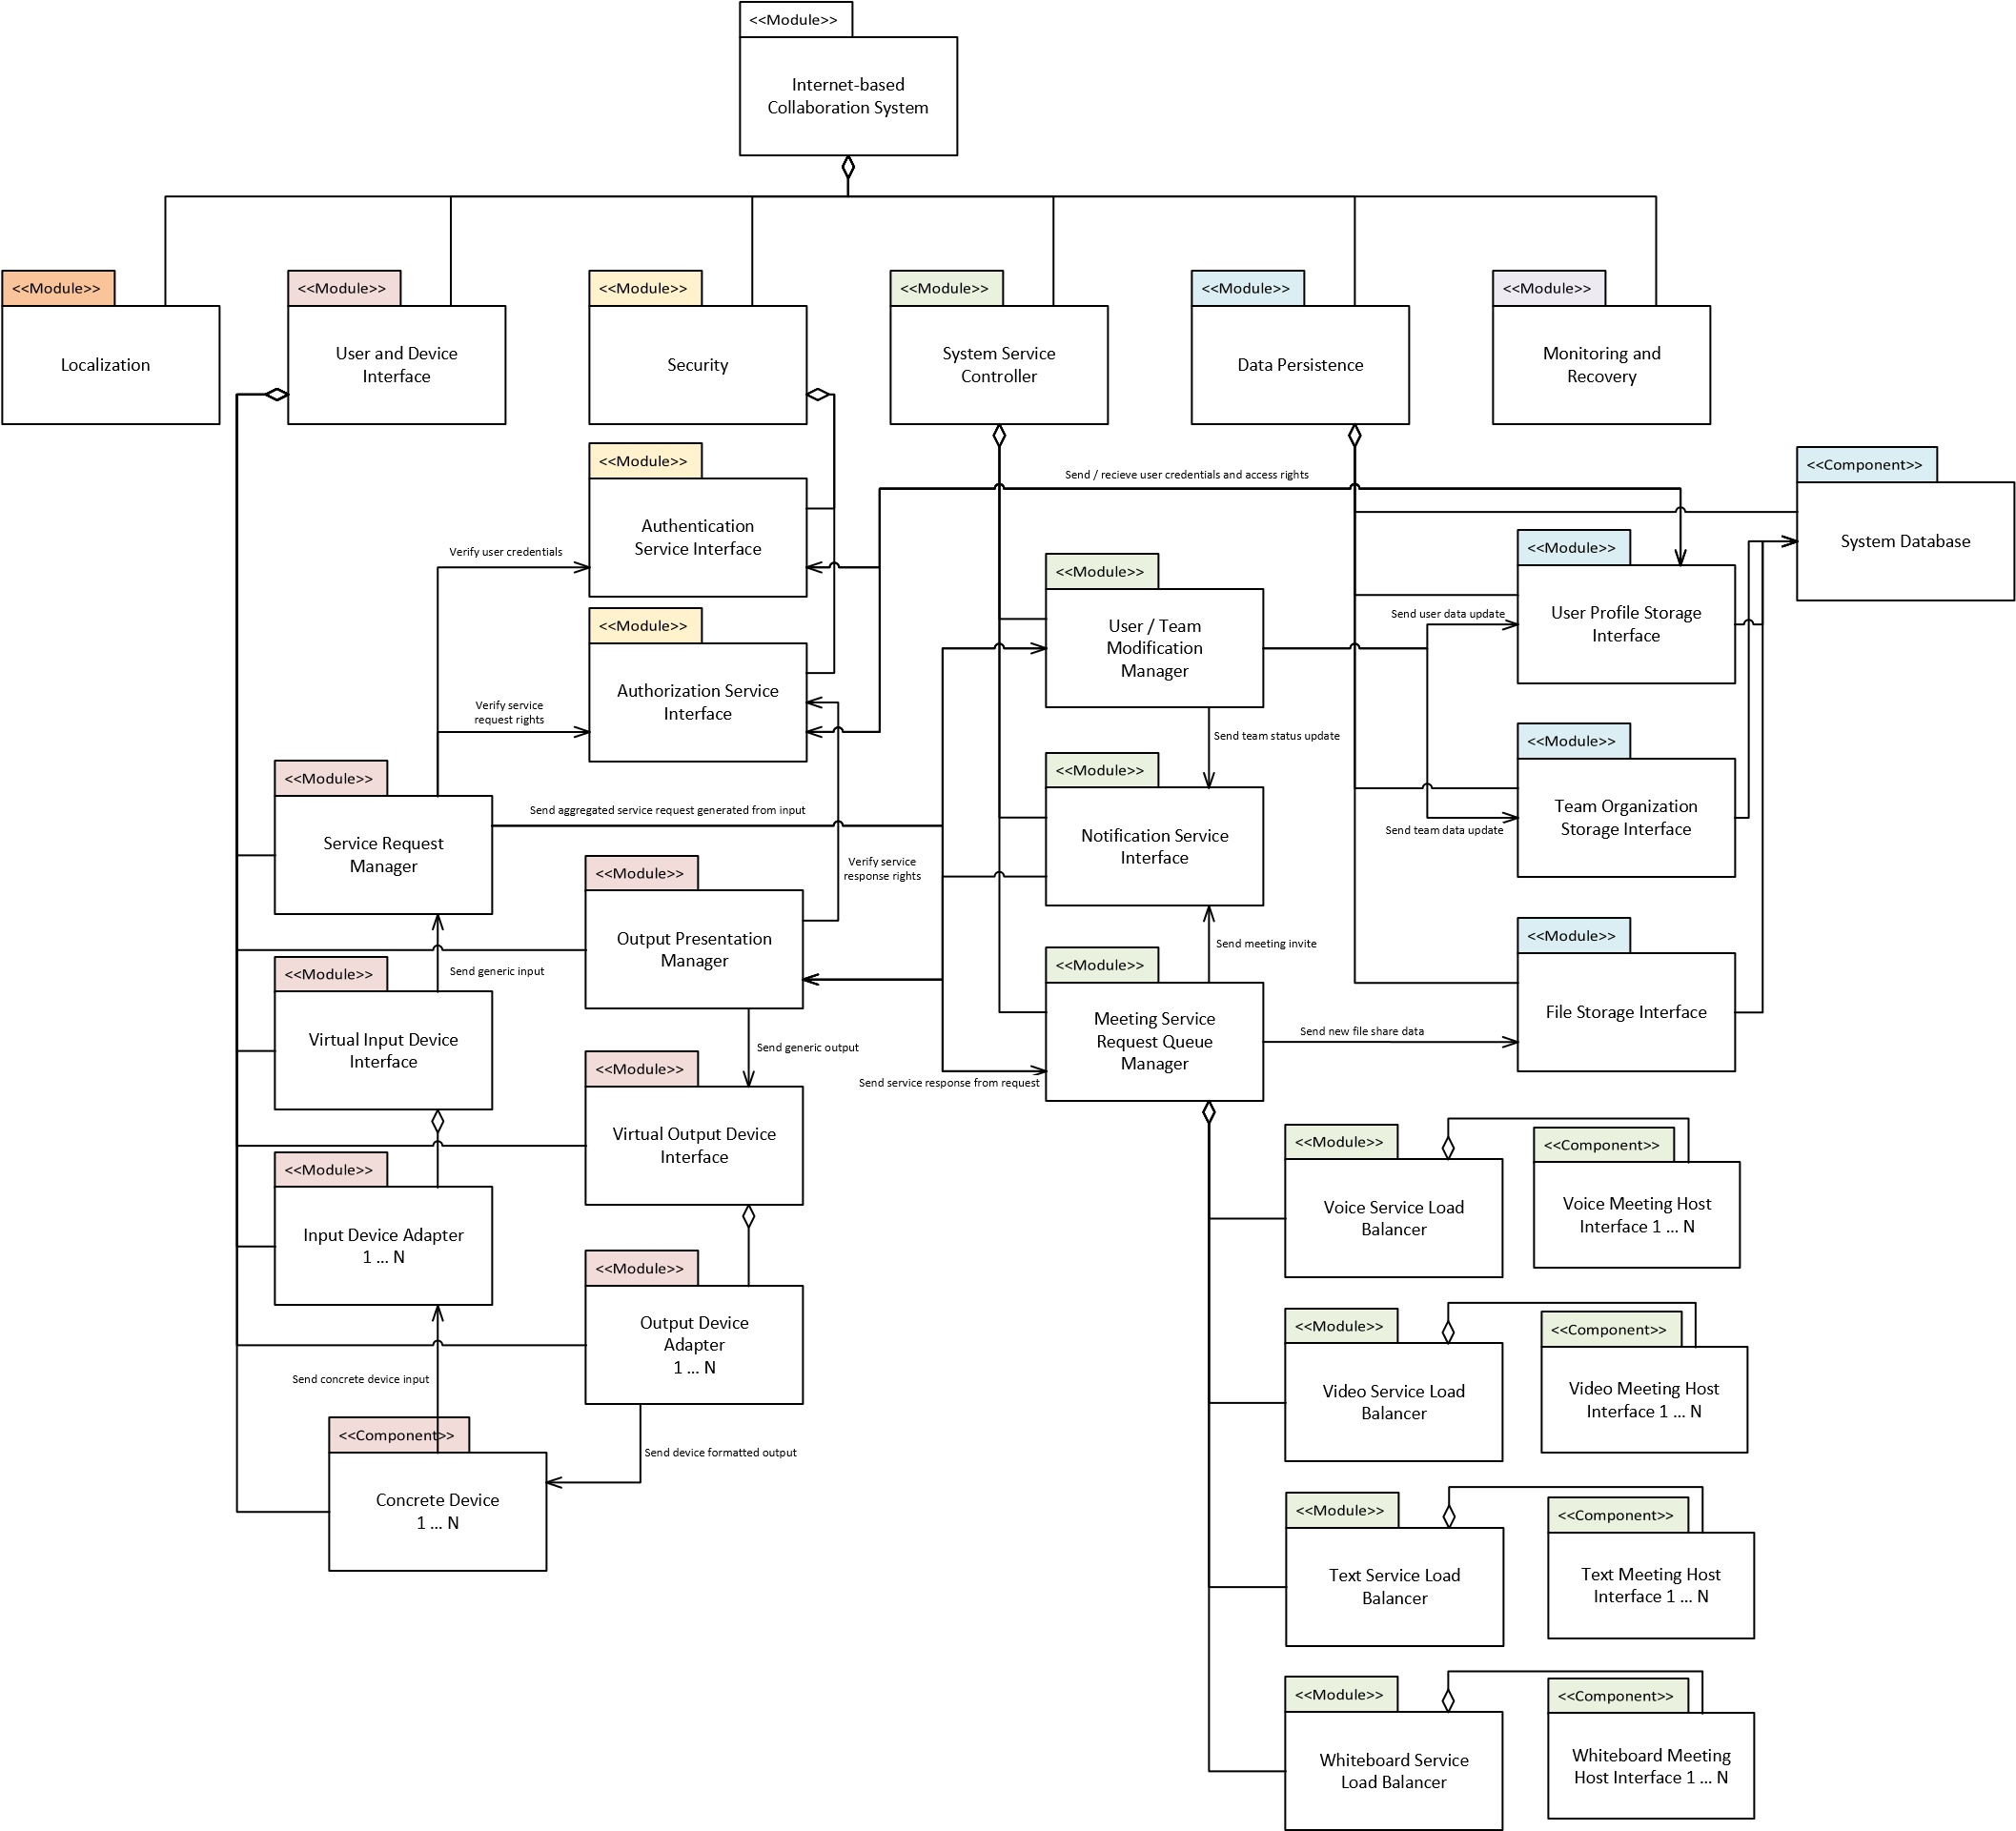 <<Module>>
Internet-based
Collaboration System
<<Module>>
Localization
<<Module>>
User and Device
Interface
<<Module>>
Security
<<Module>>
System Service
Controller
<<Module>>
Data Persistence
<<Module>>
Monitoring and
Recovery
<<Module>>
Authentication
Service Interface
Send / recieve user credentials and access rights
<<Component>>
System Database
Verify user credentials
<<Module>>
Authorization Service
Interface
Verify service
request rights
<<Module>>
User / Team
Modification
Manager
<<Module>>
User Profile Storage
Interface
Send user data update
Send team status update
<<Module>>
Team Organization
Storage Interface
Send team data update
<<Module>>
Service Request
Manager
Send aggregated service request generated from input
<<Module>>
Notification Service
Interface
Verify service
response rights
<<Module>>
Output Presentation
Manager
Send generic input
Send meeting invite
<<Module>>
File Storage Interface
<<Module>>
Virtual Input Device
Interface
<<Module>>
Meeting Service
Request Queue
Manager
Send new file share data
Send generic output
Send service response from request
<<Module>>
Virtual Output Device
Interface
<<Module>>
Input Device Adapter
1 ... N
<<Module>>
Voice Service Load
Balancer
<<Component>>
Voice Meeting Host
Interface 1 ... N
<<Module>>
Output Device
Adapter
1 ... N
Send concrete device input
<<Module>>
Video Service Load
Balancer
<<Component>>
Video Meeting Host
Interface 1 ... N
<<Component>>
Concrete Device
1 ... N
Send device formatted output
<<Module>>
Text Service Load
Balancer
<<Component>>
Text Meeting Host
Interface 1 ... N
<<Module>>
Whiteboard Service
Load Balancer
<<Component>>
Whiteboard Meeting
Host Interface 1 ... N